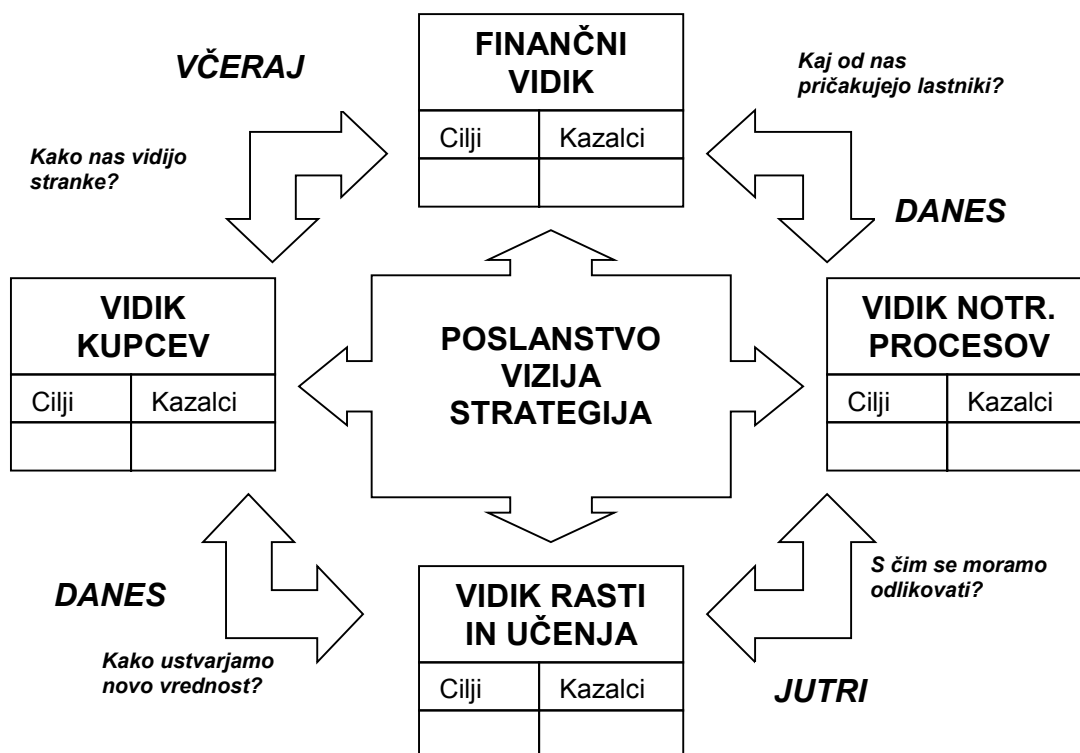 FINANČNI
VIDIK
Cilji
Kazalci
VČERAJ
Kaj od nas
pričakujejo lastniki?
Kako nas vidijo
stranke?
DANES
VIDIK
KUPCEV
Cilji
Kazalci
POSLANSTVO
VIZIJA
STRATEGIJA
VIDIK NOTR.
PROCESOV
Cilji
Kazalci
DANES
Kako ustvarjamo
novo vrednost?
VIDIK RASTI
IN UČENJA
Cilji
Kazalci
S čim se moramo
odlikovati?
JUTRI